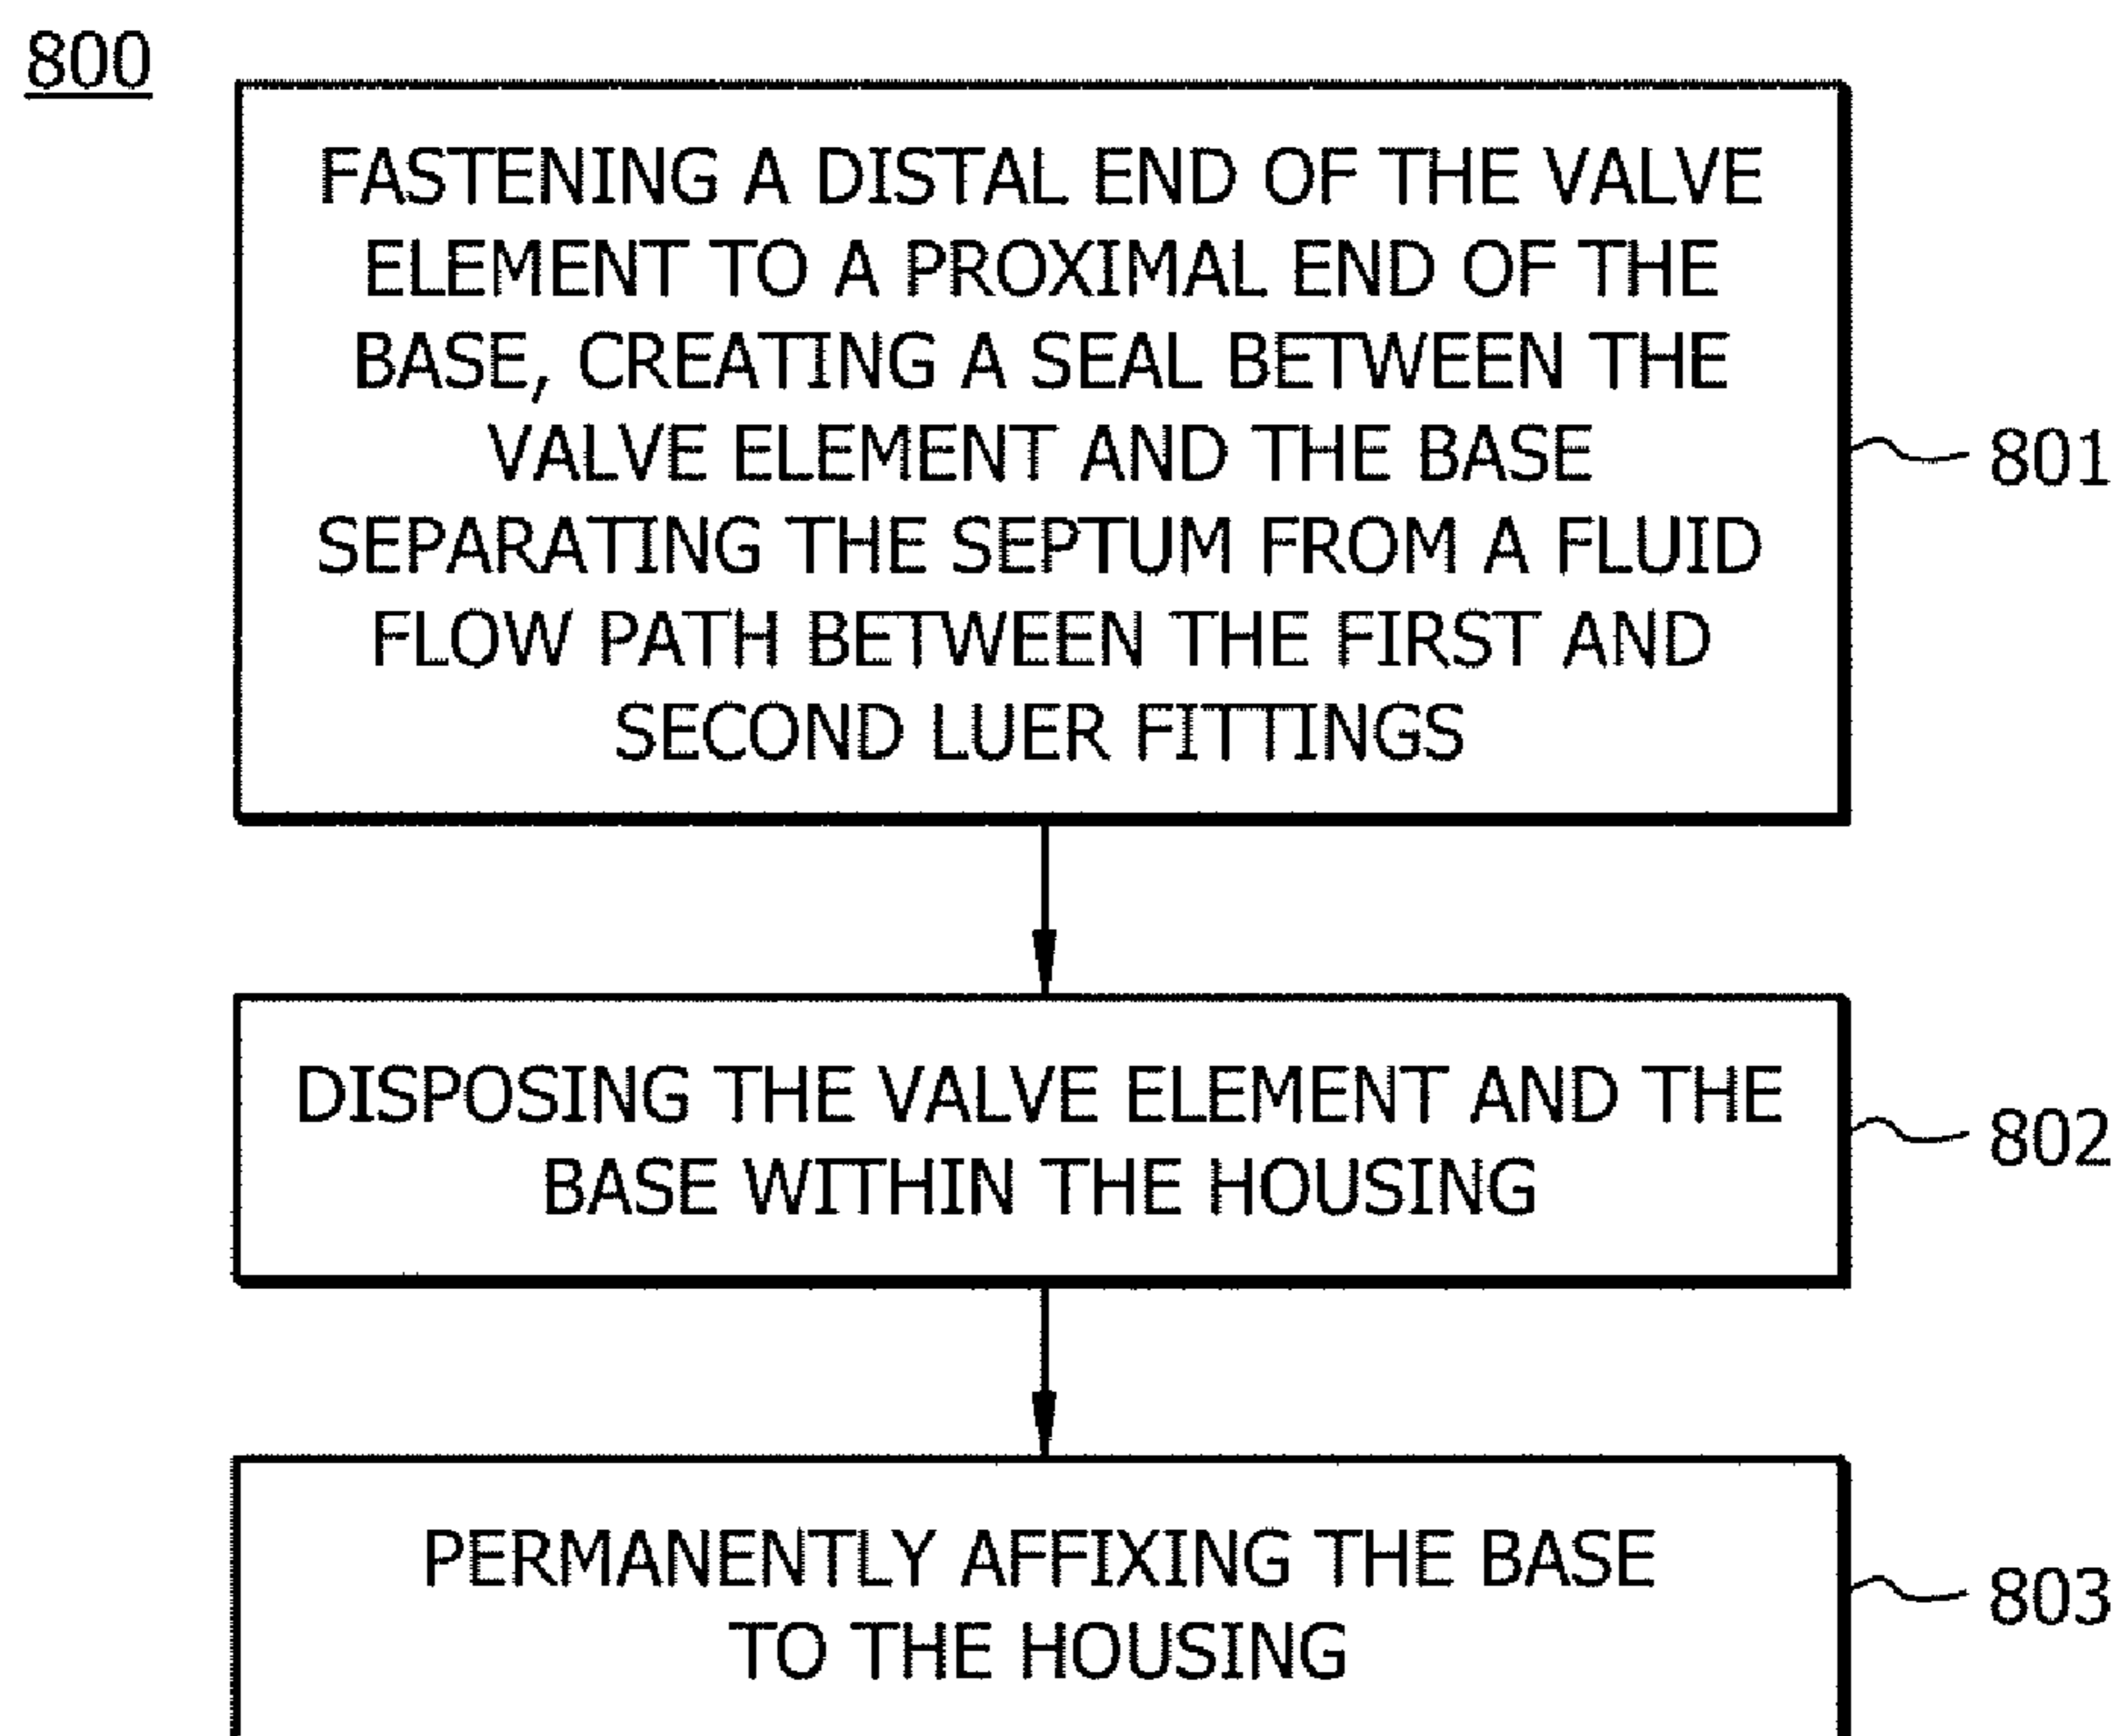 800
FASTENING A DISTAL END OF THE VALVE
ELEMENT TO A PROXIMAL END OF THE
BASE, CREATING A SEAL BETWEEN THE
VALVE ELEMENT AND THE BASE
SEPARATING THE SEPTUM FROM A FLUID
FLOW PATH BETWEEN THE FIRST AND
SECOND LUER FITTINGS
801
DISPOSING THE VALVE ELEMENT AND THE
BASE WITHIN THE HOUSING
802
PERMANENTLY AFFIXING THE BASE
TO THE HOUSING
803